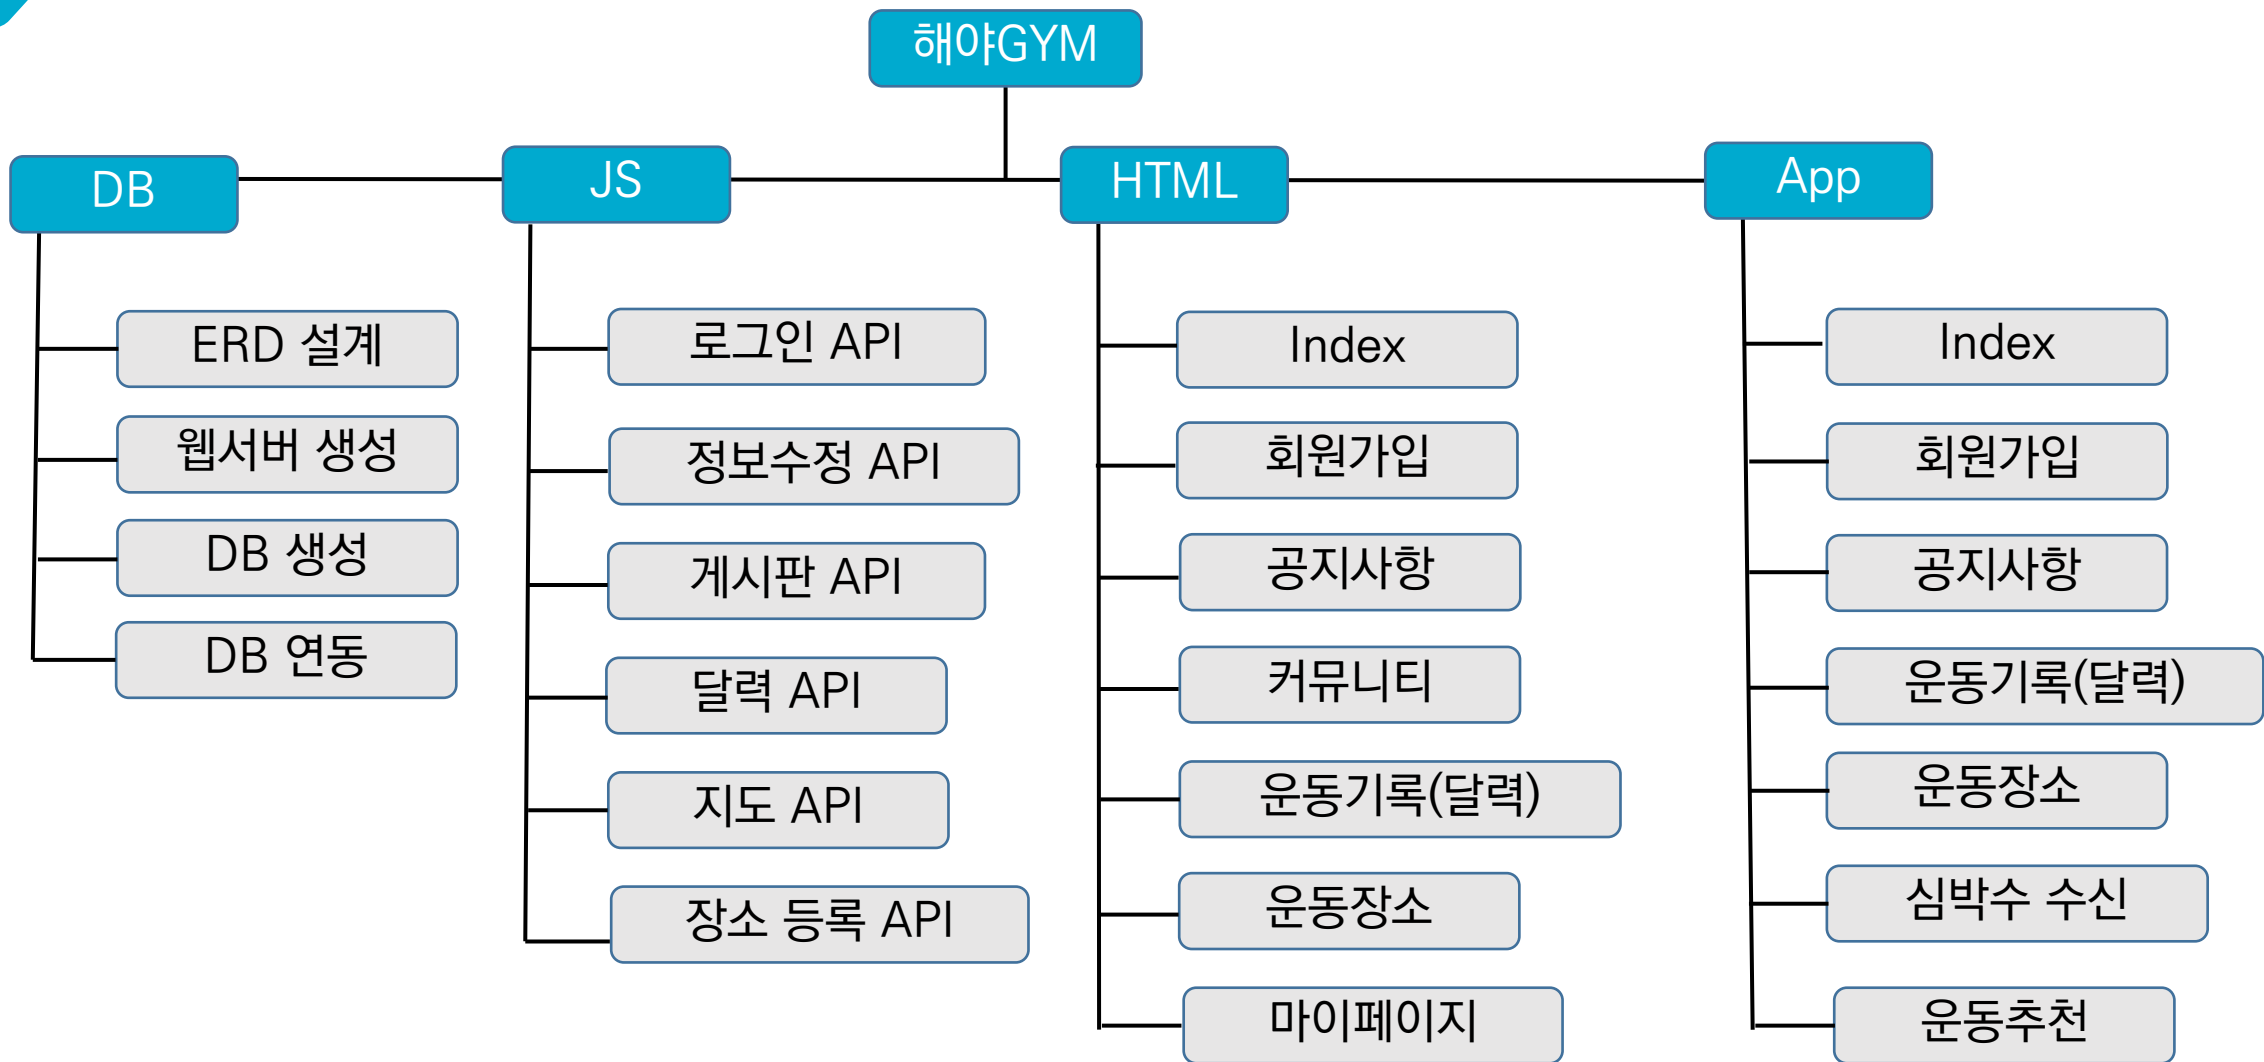 해야GYM
DB
JS
HTML
App
ERD 설계
웹서버 생성
DB 생성
DB 연동
로그인 API
정보수정 API
게시판 API
달력 API
지도 API
장소 등록 API
Index
회원가입
공지사항
커뮤니티
운동기록(달력)
운동장소
마이페이지
Index
회원가입
공지사항
운동기록(달력)
운동장소
심박수 수신
운동추천